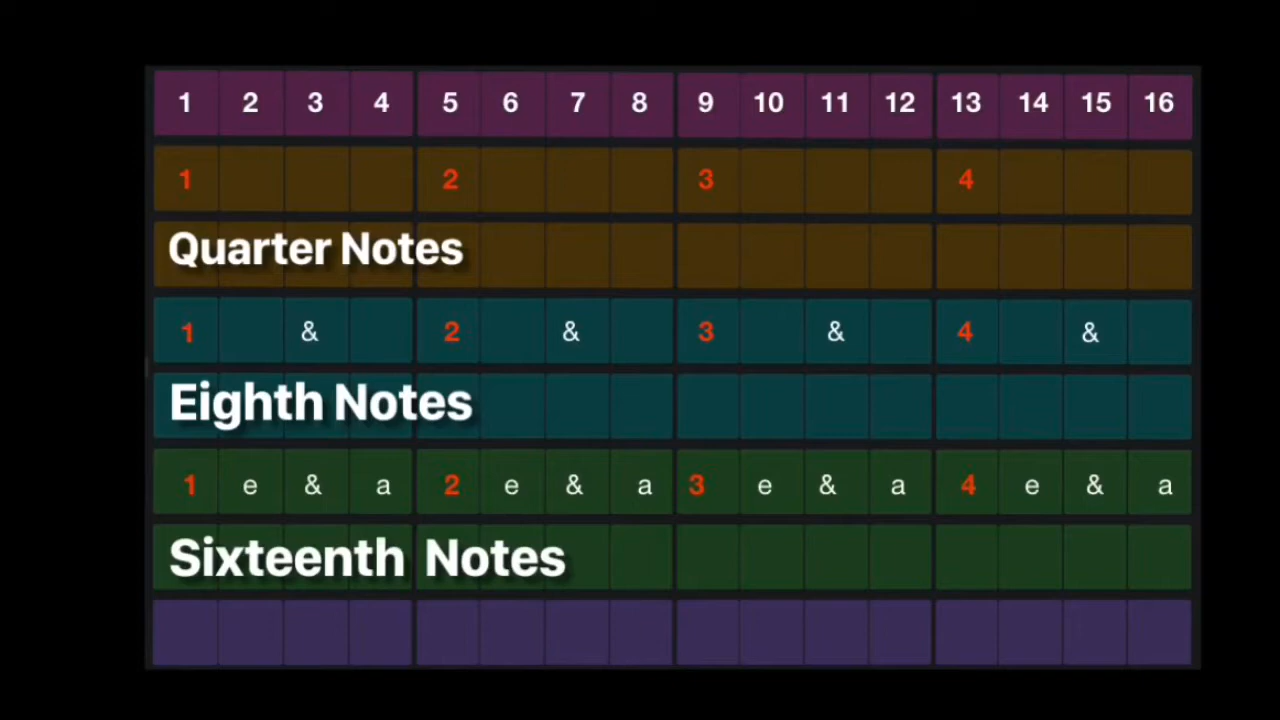 1 2 3 4 5 6 7 8 9 10 11 12 13 14 15 16
1 2 3 4
Quarter Notes
1 & 2 & 3 & 4 &
Eighth Notes
1 e & a 2 e & a 3 e & a 4 e & a
Sixteenth Notes